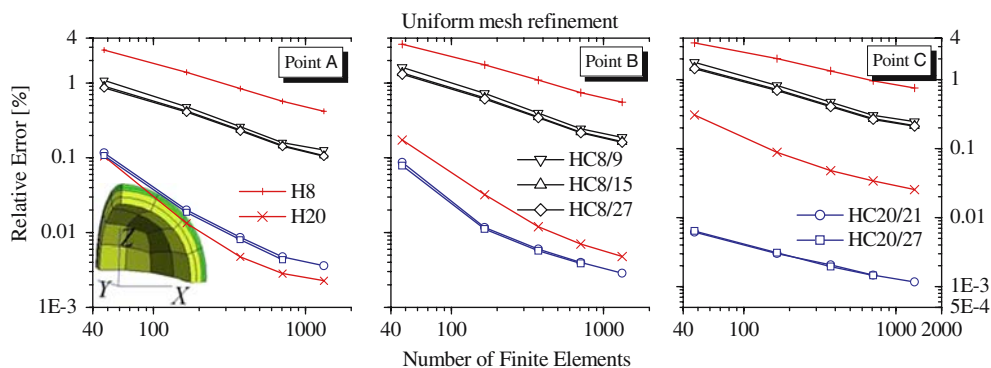 Uniform mesh refinement
Relative Error [%]
4
1
0.1
0.01
1E-3
Point A
H8
H20
Z
Y
X
40
100
1000
Point B
HC8/9
HC8/15
HC8/27
40
100
1000
Point C
HC20/21
HC20/27
4
1
0.1
0.01
1E-3
5E-4
40
100
1000
2000
Number of Finite Elements